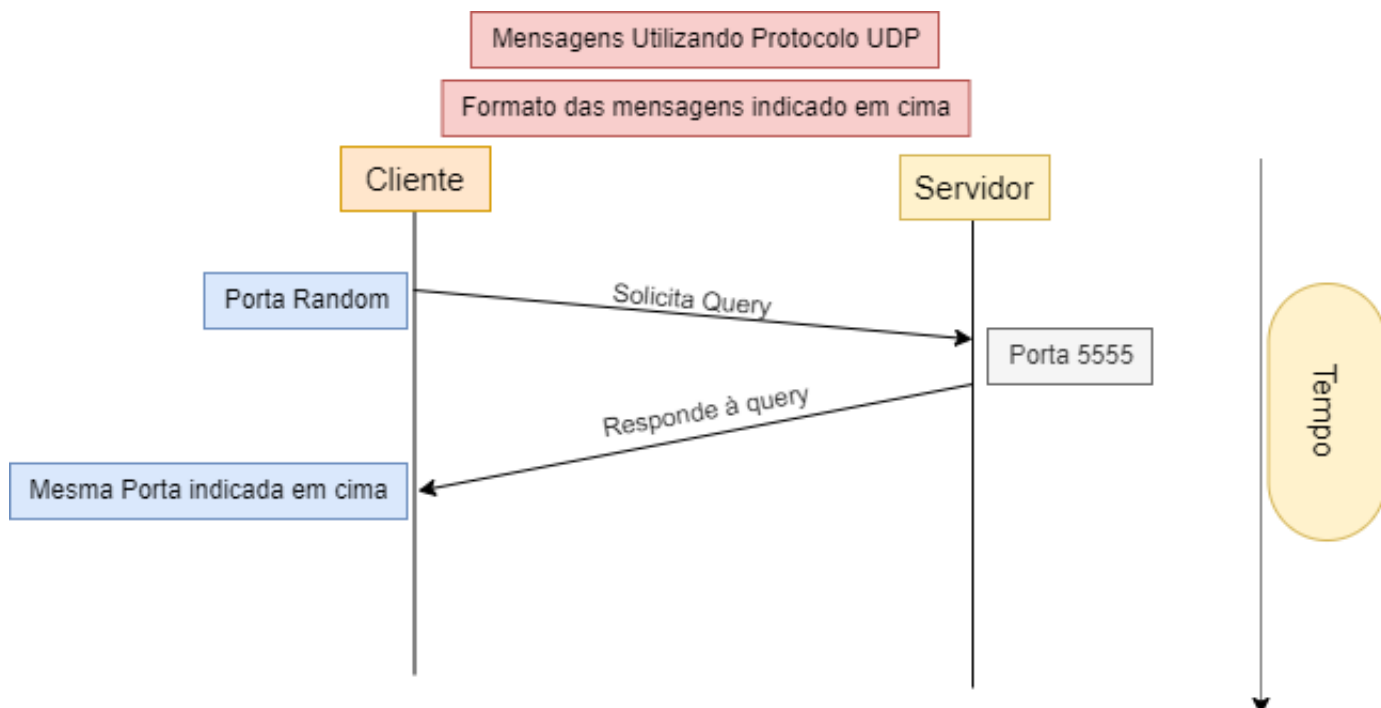 Mensagens Utilizando Protocolo UDP
Formato das mensagens indicado em cima
Cliente
Servidor
Porta Random
Solicita Query
Porta 5555
Responde à query
Tempo
Mesma Porta indicada em cima